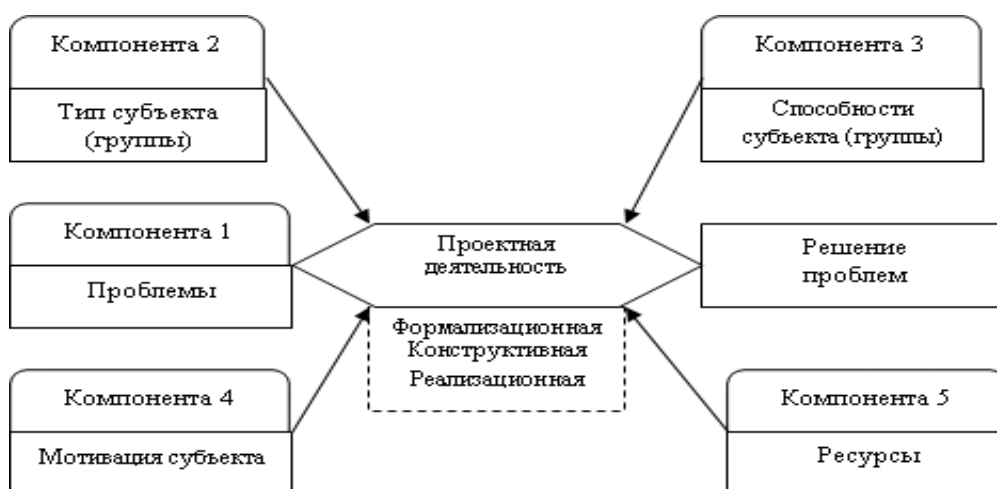 Компонента 2
Тип субъекта
(группы)
Компонента 3
Способности
субъекта (группы)
Компонента 1
Проблемы
Проектная
деятельность
Решение
проблем
Формализационная
Конструктивная
Реализационная
Компонента 4
Мотивация субъекта
Компонента 5
Ресурсы